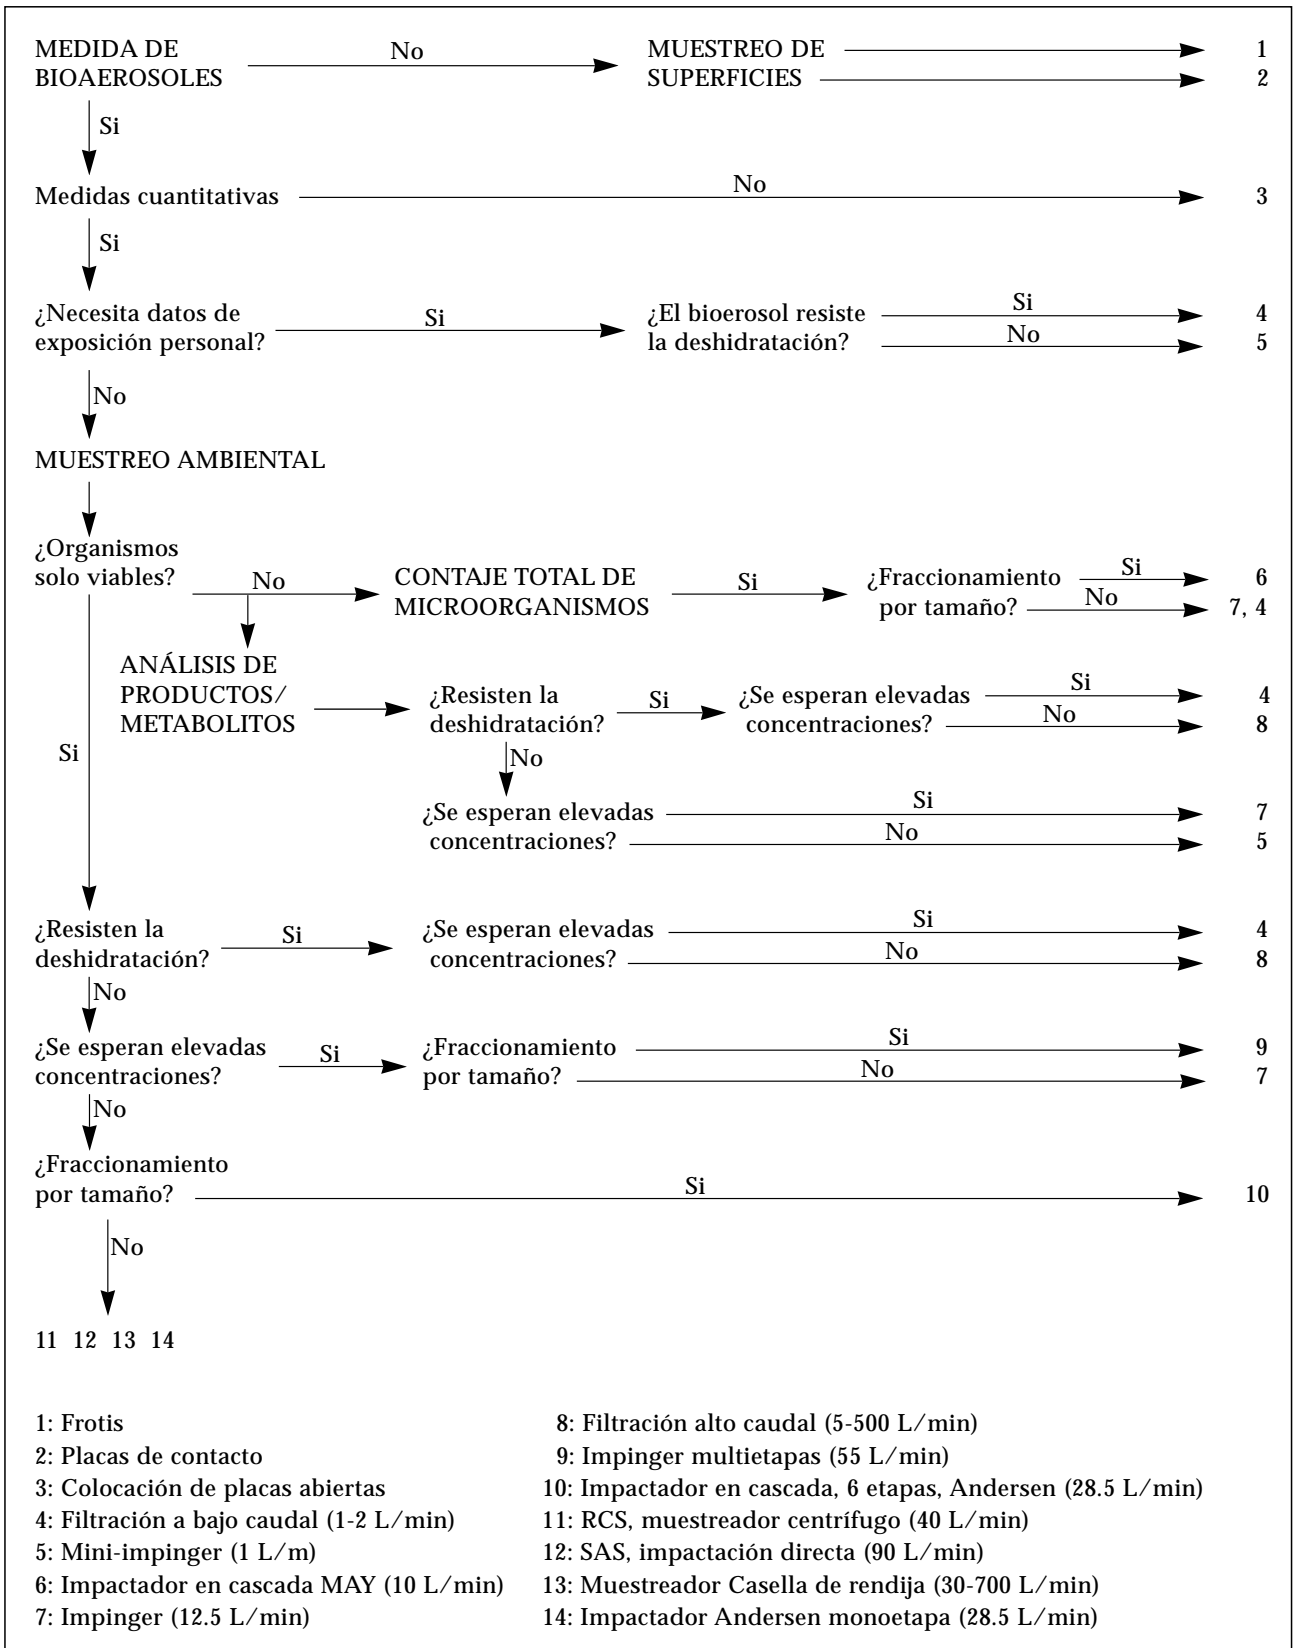 MEDIDA DE
BIOAEROSOLES
No
MUESTREO DE
SUPERFICIES
1
2
Si
Medidas cuantitativas
No
3
Si
¿Necesita datos de
exposición personal?
Si
¿El bioerosol resiste
la deshidratación?
Si
4
No
5
No
MUESTREO AMBIENTAL
¿Organismos
solo viables?
No
CONTAJE TOTAL DE
MICROORGANISMOS
Si
¿Fraccionamiento
por tamaño?
Si
6
No
7, 4
ANÁLISIS DE
PRODUCTOS/
METABOLITOS
¿Resisten la
deshidratación?
Si
¿Se esperan elevadas
concentraciones?
Si
4
No
8
Si
No
¿Se esperan elevadas
concentraciones?
Si
7
No
5
¿Resisten la
deshidratación?
Si
¿Se esperan elevadas
concentraciones?
Si
4
No
8
No
¿Se esperan elevadas
concentraciones?
Si
¿Fraccionamiento
por tamaño?
Si
9
No
7
No
¿Fraccionamiento
por tamaño?
Si
10
No
11 12 13 14
1: Frotis
2: Placas de contacto
3: Colocación de placas abiertas
4: Filtración a bajo caudal (1-2 L/min)
5: Mini-impinger (1 L/m)
6: Impactador en cascada MAY (10 L/min)
7: Impinger (12.5 L/min)
8: Filtración alto caudal (5-500 L/min)
9: Impinger multietapas (55 L/min)
10: Impactador en cascada, 6 etapas, Andersen (28.5 L/min)
11: RCS, muestreador centrífugo (40 L/min)
12: SAS, impactación directa (90 L/min)
13: Muestreador Casella de rendija (30-700 L/min)
14: Impactador Andersen monoetapa (28.5 L/min)